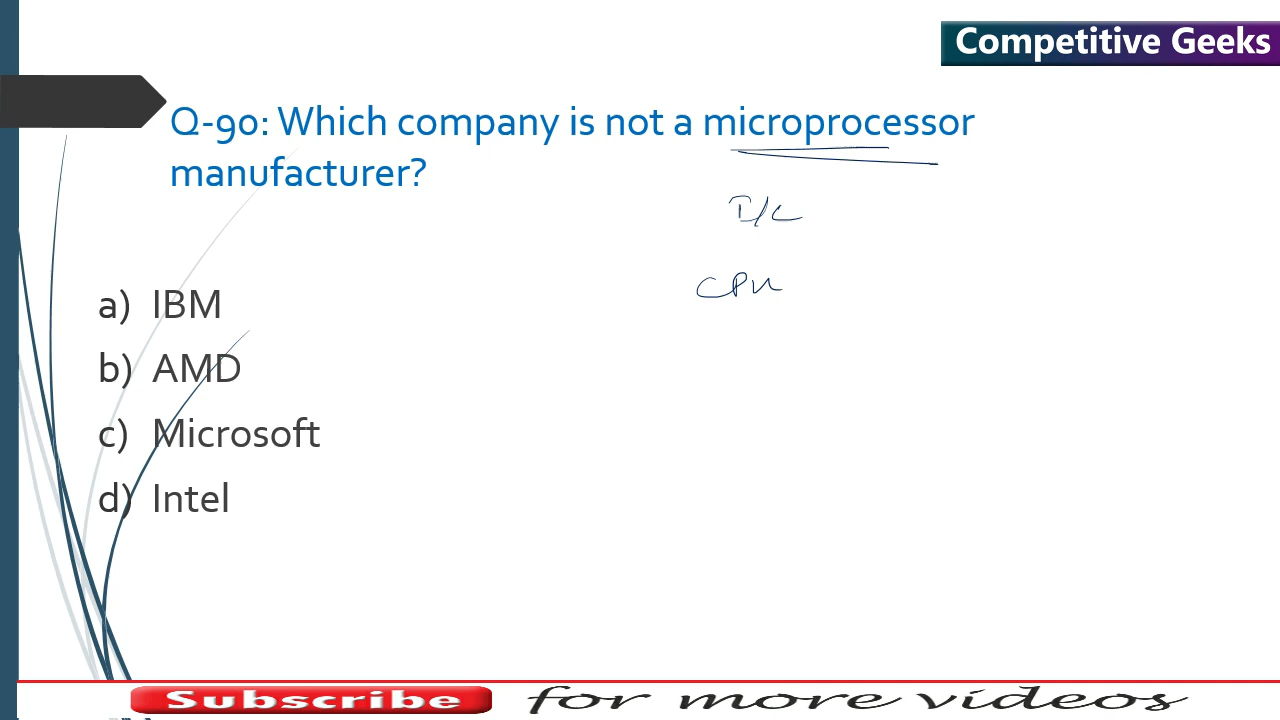 Competitive Geeks
Q-90: Which company is not a microprocessor
manufacturer?
I/C
CPU
a) IBM
b) AMD
c) Microsoft
d) Intel
Subscribe for more videos